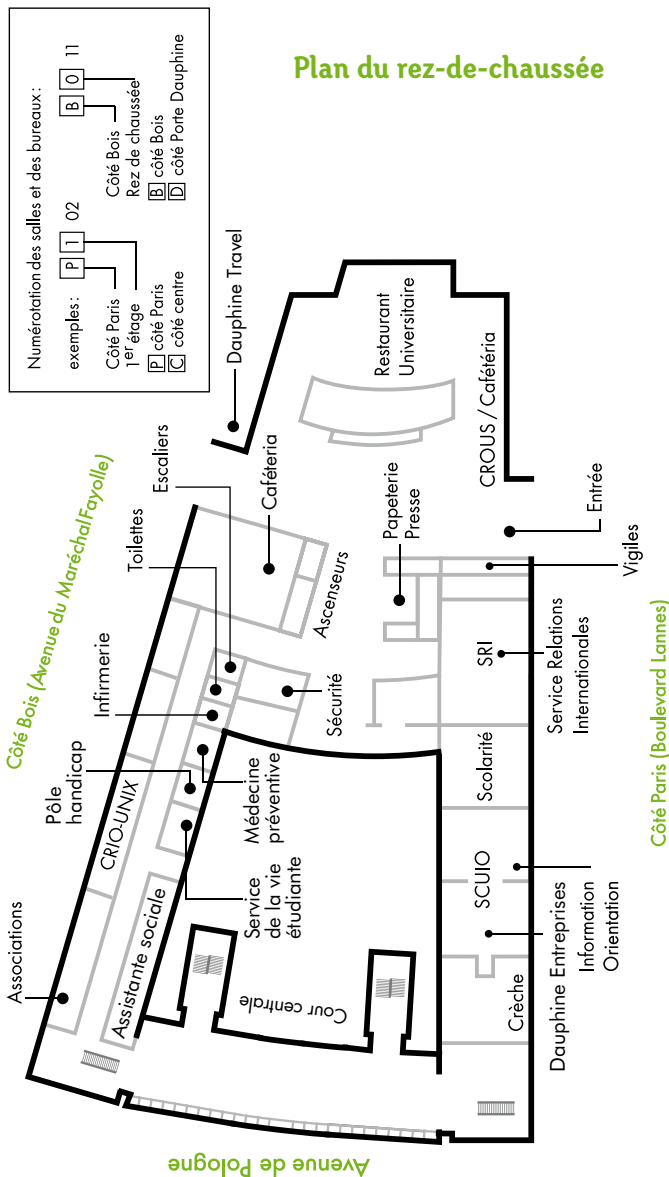 Plan du rez-de-chaussée
Numérotation des salles et des bureaux :
exemples :
P 1 02
Côté Paris
1er étage
P côté Paris
C côté centre
B 0 11
Côté Bois
Rez de chaussée
B côté Bois
D côté Porte Dauphine
Côté Bois (Avenue du Maréchal Fayolle)
Associations
CRIO-UNIX
Pôle
handicap
Infirmerie
Toilettes
Escaliers
Dauphine Travel
Assistante sociale
Service
de la vie
étudiante
Médecine
préventive
Sécurité
Caféteria
Ascenseurs
Papeterie
Presse
Restaurant
Universitaire
CROUS / Cafétéria
Cour centrale
Avenue de Pologne
Crèche
SCUIO
Scolarité
SRI
Dauphine Entreprises
Information
Orientation
Service Relations
Internationales
Vigiles
Entrée
Côté Paris (Boulevard Lannes)